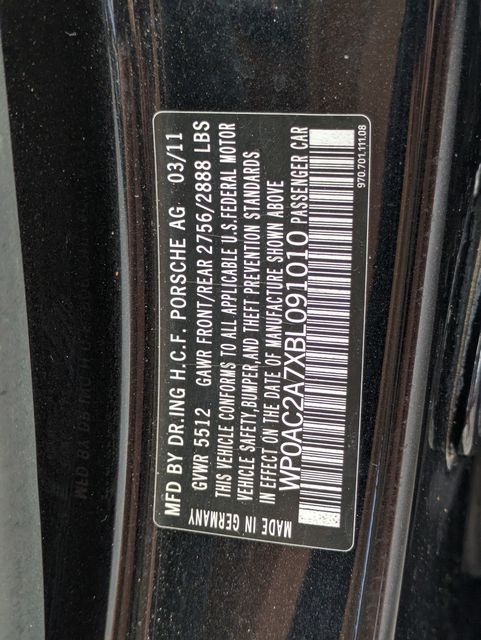 MFD BY DR.ING H.C.F. PORSCHE AG 03/11
GVWR 5512 GAWR FRONT/REAR 2756/2888 LBS
THIS VEHICLE CONFORMS TO ALL APPLICABLE U.S.FEDERAL MOTOR
VEHICLE SAFETY,BUMPER,AND THEFT PREVENTION STANDARDS
IN EFFECT ON THE DATE OF MANUFACTURE SHOWN ABOVE
WP0AC2A7XBL091010 PASSENGER CAR
MADE IN GERMANY
970.701.111.08